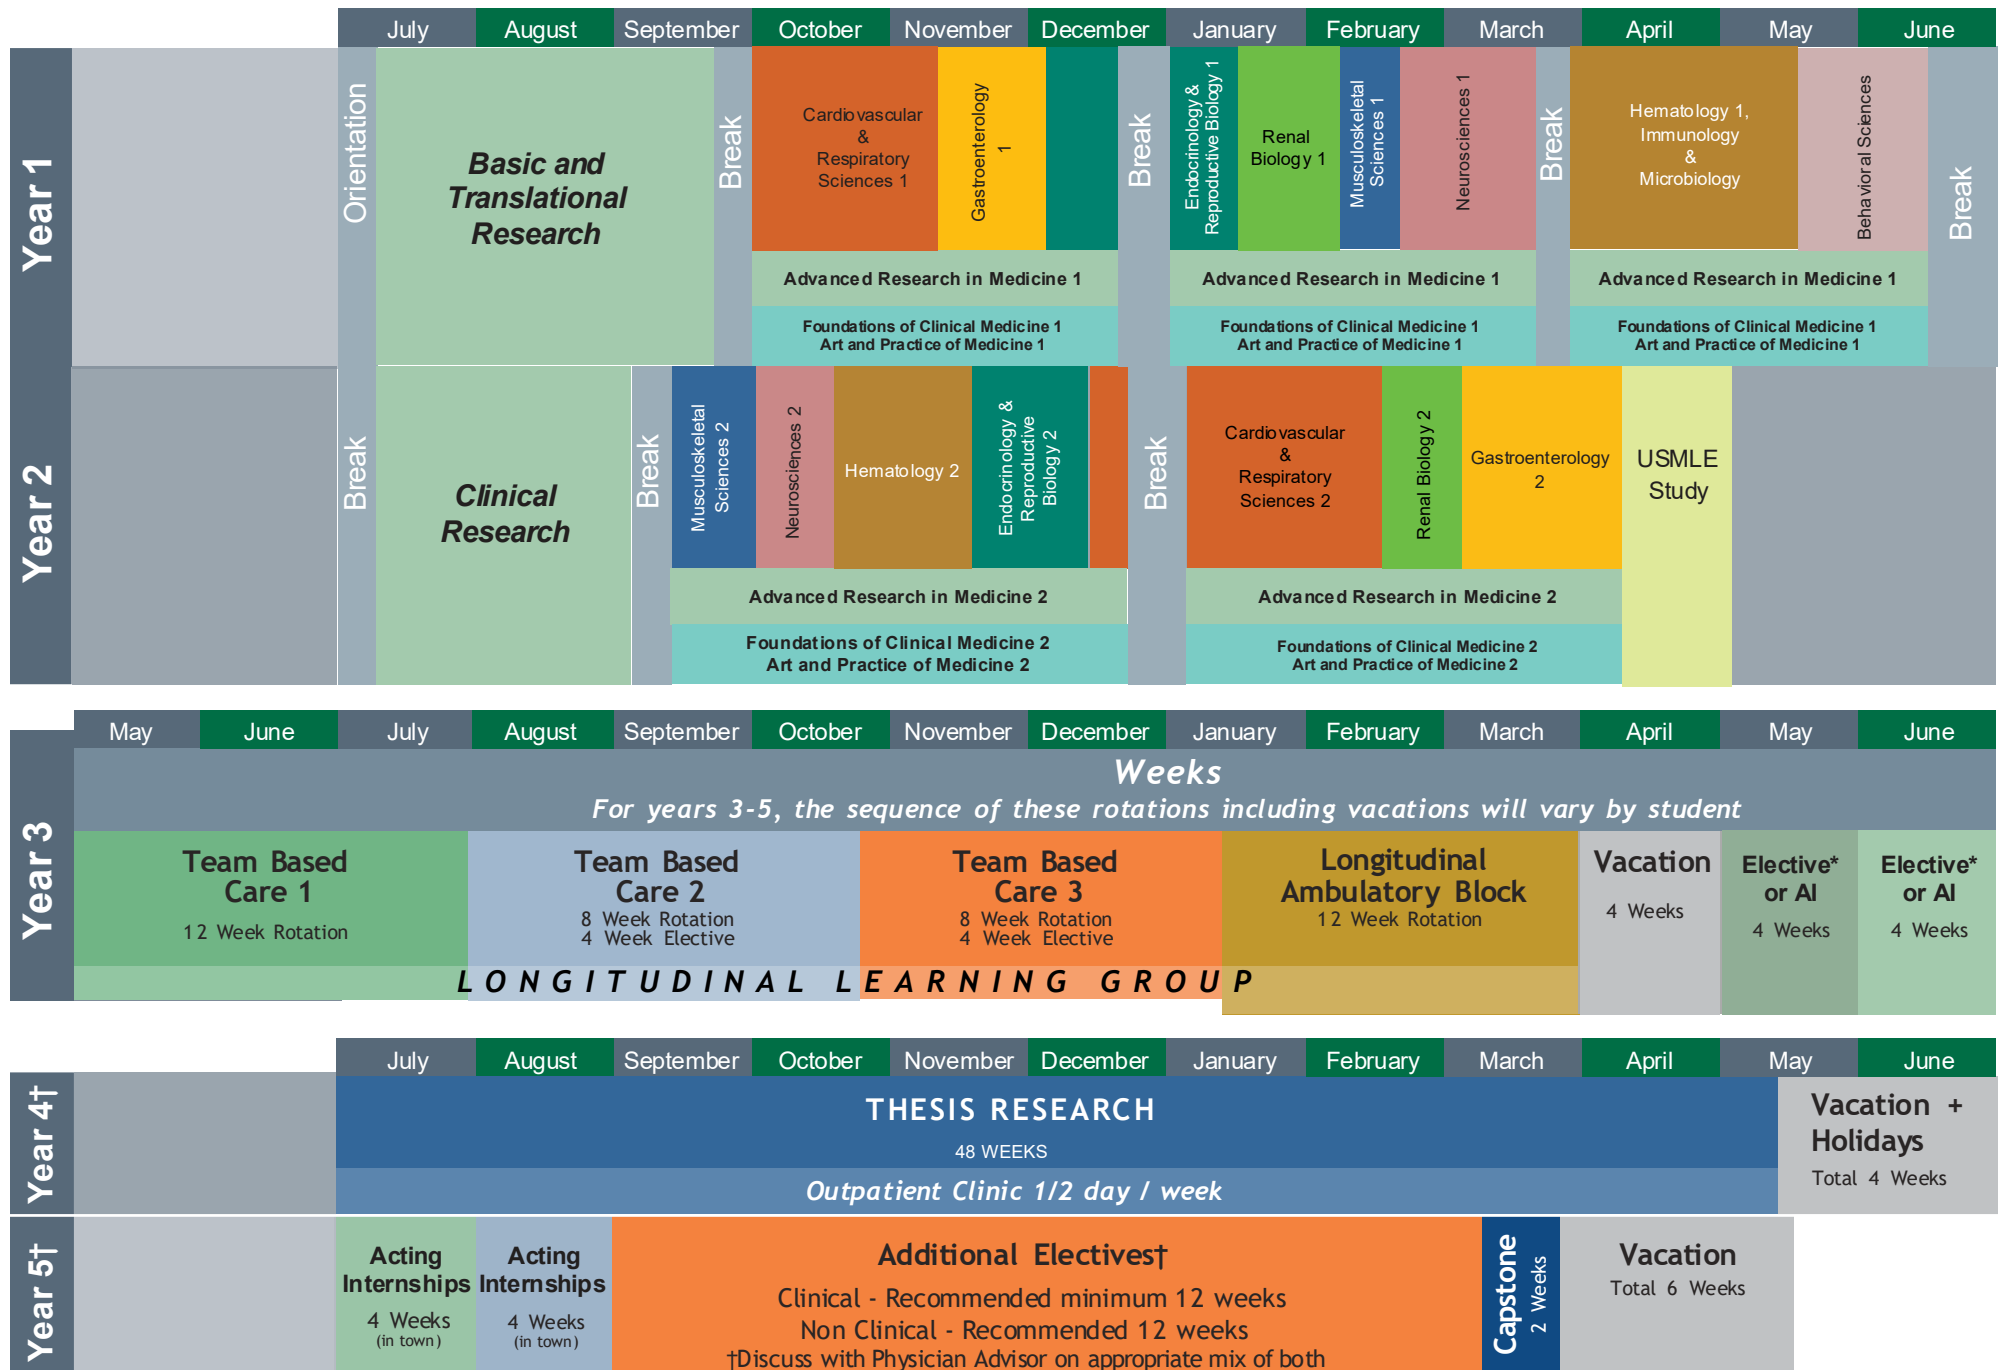 July August September October November December January February March April May June
Year 1
Orientation
Basic and
Translational
Research
Break
Cardiovascular
&
Respiratory
Sciences 1
Gastroenterology
1
Break
Endocrinology &
Reproductive Biology 1
Renal
Biology 1
Musculoskeletal
Sciences 1
Neurosciences 1
Break
Hematology 1,
Immunology
&
Microbiology
Behavioral Sciences
Break
Advanced Research in Medicine 1
Advanced Research in Medicine 1
Advanced Research in Medicine 1
Foundations of Clinical Medicine 1
Art and Practice of Medicine 1
Foundations of Clinical Medicine 1
Art and Practice of Medicine 1
Foundations of Clinical Medicine 1
Art and Practice of Medicine 1
Year 2
Break
Clinical
Research
Break
Musculoskeletal
Sciences 2
Neurosciences 2
Hematology 2
Endocrinology &
Reproductive
Biology 2
Break
Cardiovascular
&
Respiratory
Sciences 2
Renal Biology 2
Gastroenterology
2
USMLE
Study
Advanced Research in Medicine 2
Advanced Research in Medicine 2
Foundations of Clinical Medicine 2
Art and Practice of Medicine 2
Foundations of Clinical Medicine 2
Art and Practice of Medicine 2
May June July August September October November December January February March April May June
Year 3
Weeks
For years 3-5, the sequence of these rotations including vacations will vary by student
Team Based
Care 1
12 Week Rotation
Team Based
Care 2
8 Week Rotation
4 Week Elective
Team Based
Care 3
8 Week Rotation
4 Week Elective
Longitudinal
Ambulatory Block
12 Week Rotation
Vacation
4 Weeks
Elective*
or AI
4 Weeks
Elective*
or AI
4 Weeks
LONGITUDINAL LEARNING GROUP
July August September October November December January February March April May June
Year 4†
THESIS RESEARCH
48 WEEKS
Outpatient Clinic 1/2 day / week
Vacation +
Holidays
Total 4 Weeks
Year 5†
Acting
Internships
4 Weeks
(in town)
Acting
Internships
4 Weeks
(in town)
Additional Electives†
Clinical - Recommended minimum 12 weeks
Non Clinical - Recommended 12 weeks
†Discuss with Physician Advisor on appropriate mix of both
Capstone
2 Weeks
Vacation
Total 6 Weeks